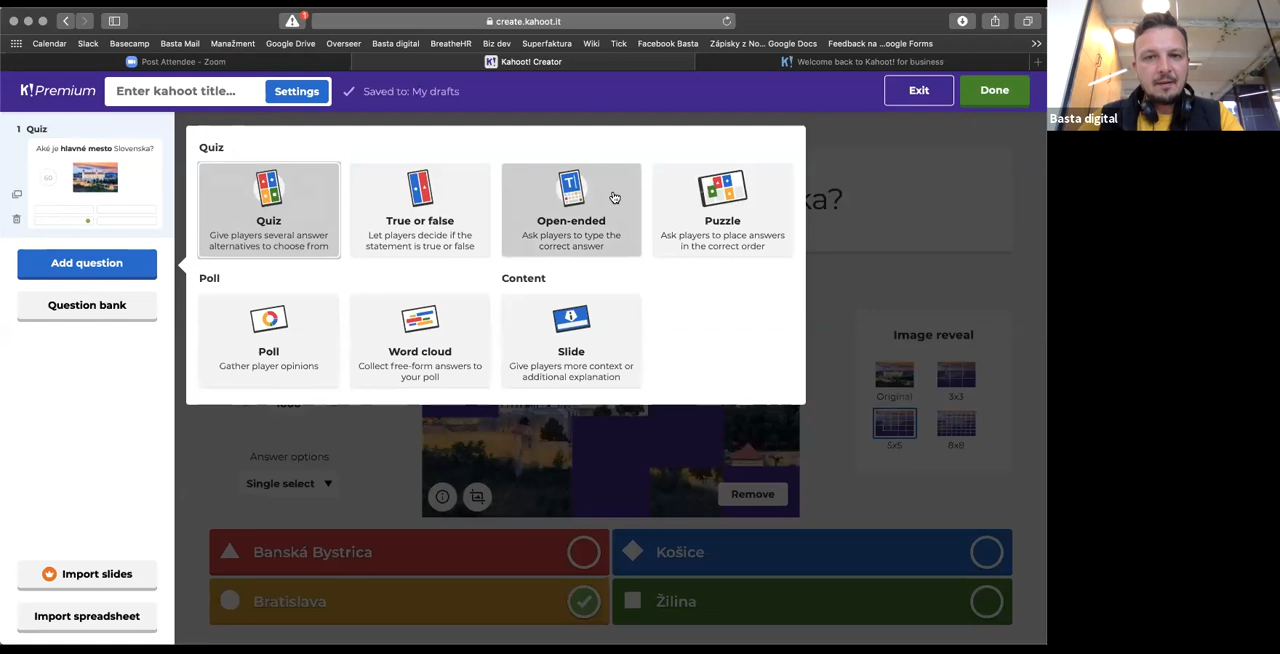 create.kahoot.it
1
Calendar Slack Basecamp Basta Mail Manažment Google Drive Overseer Basta digital BreatheHR Biz dev Superfaktura Wiki Tick Facebook Basta Zápisky z No... Google Docs Feedback na ...oogle Forms
Post Attendee - Zoom
K! Kahoot! Creator
K! Welcome back to Kahoot! for business
K!Premium
Enter kahoot title...
Settings
Saved to: My drafts
Exit
Done
Basta digital
1 Quiz
Aké je hlavné mesto Slovenska?
60
Add question
Question bank
Import slides
Import spreadsheet
Quiz
Quiz
Give players several answer
alternatives to choose from
True or false
Let players decide if the
statement is true or false
Open-ended
Ask players to type the
correct answer
Puzzle
Ask players to place answers
in the correct order
Poll
Content
Poll
Gather player opinions
Word cloud
Collect free-form answers to
your poll
Slide
Give players more context or
additional explanation
ka?
Image reveal
Original
3x3
5x5
8x8
Answer options
Single select
Remove
Banská Bystrica
Košice
Bratislava
Žilina